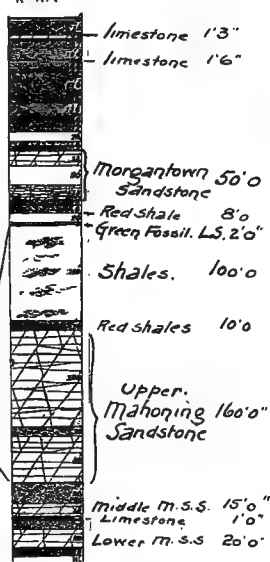 limestone 1'3"
limestone 1'6"
Morgantown 50'0
Sandstone
Red shale 8'0
Green Fossil. L.S. 2'0"
Shales. 100'0
Red shales 10'0
Upper.
Mahoning 160'0"
Sandstone
middle m.s.s. 15'0"
Limestone 1'0"
Lower m.s.s 20'0"